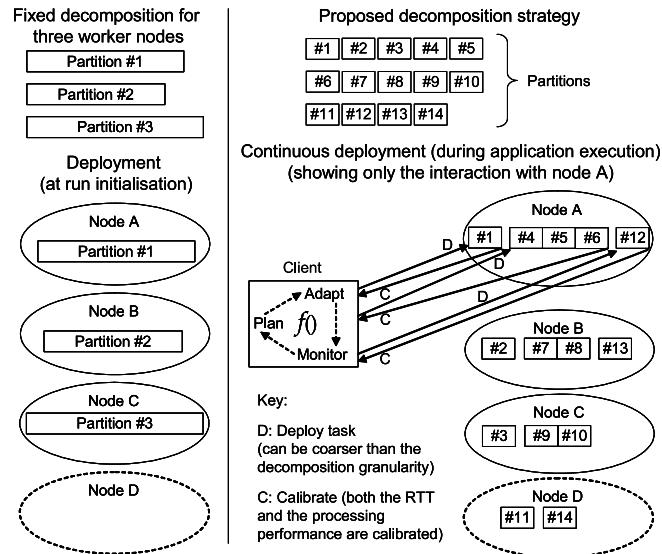 Fixed decomposition for
three worker nodes
Partition #1
Partition #2
Partition #3
Deployment
(at run initialisation)
Node A
Partition #1
Node B
Partition #2
Node C
Partition #3
Node D
Proposed decomposition strategy
#1 #2 #3 #4 #5
#6 #7 #8 #9 #10
#11 #12 #13 #14
Partitions
Continuous deployment (during application execution)
(showing only the interaction with node A)
Node A
#1 #4 #5 #6 #12
D
D
D
C
C
C
Client
Adapt
Plan f()
Monitor
Node B
#2 #7 #8 #13
Node C
#3 #9 #10
Node D
#11 #14
Key:
D: Deploy task
(can be coarser than the
decomposition granularity)
C: Calibrate (both the RTT
and the processing
performance are calibrated)